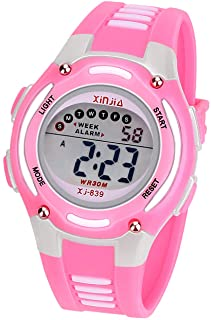 LIGHT
START
XINJIA
S M T W T F S
WEEK
ALARM
58
A 2:23
WR30M
XJ-839
MODE
RESET